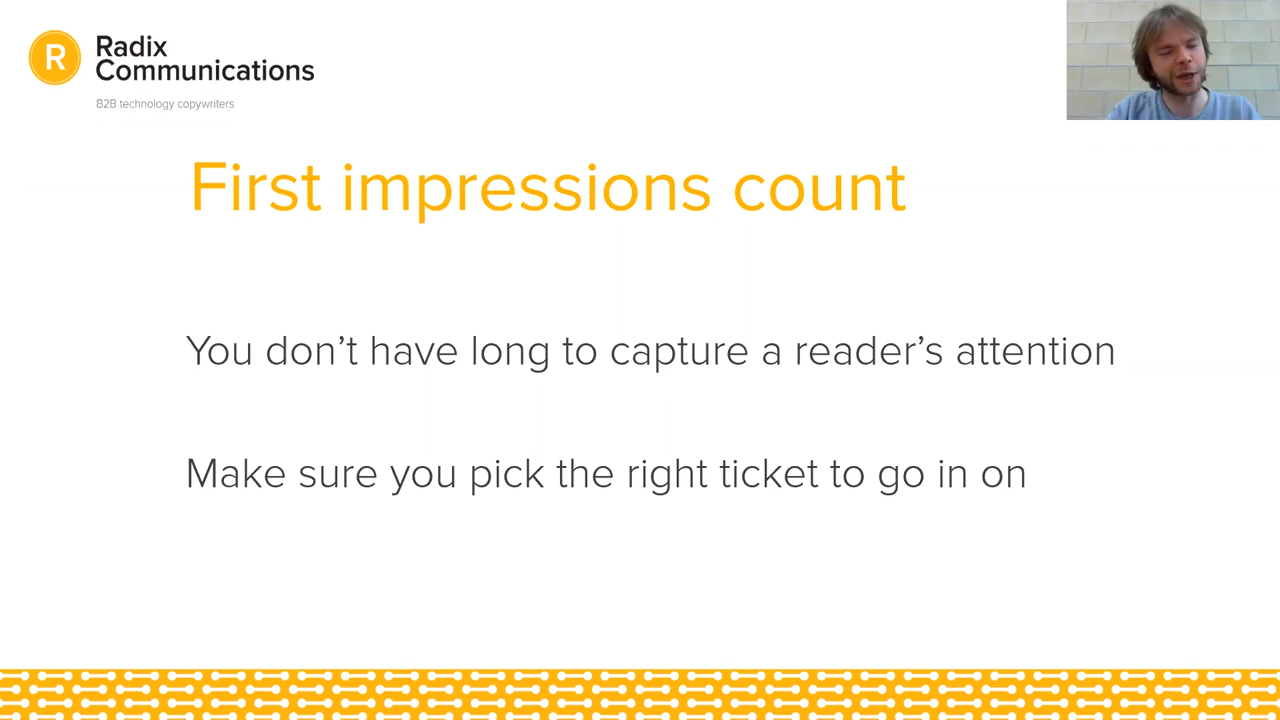 R
Radix
Communications
B2B technology copywriters
First impressions count
You don’t have long to capture a reader’s attention
Make sure you pick the right ticket to go in on